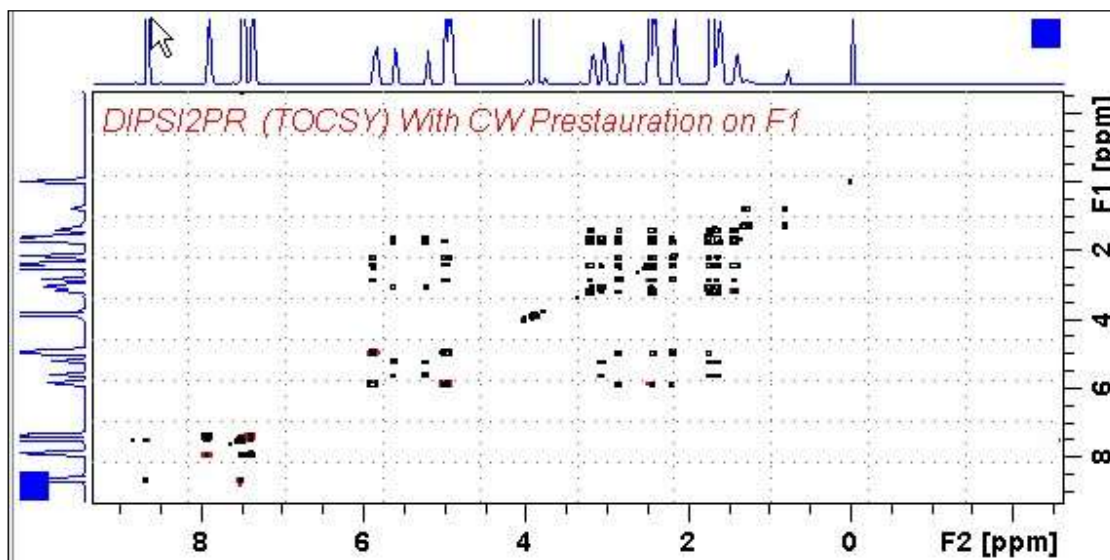 DIPSI2PR (TOCSY) With CW Prestauration on F1
F1 [ppm]
2
4
6
8
8 6 4 2 0 F2 [ppm]